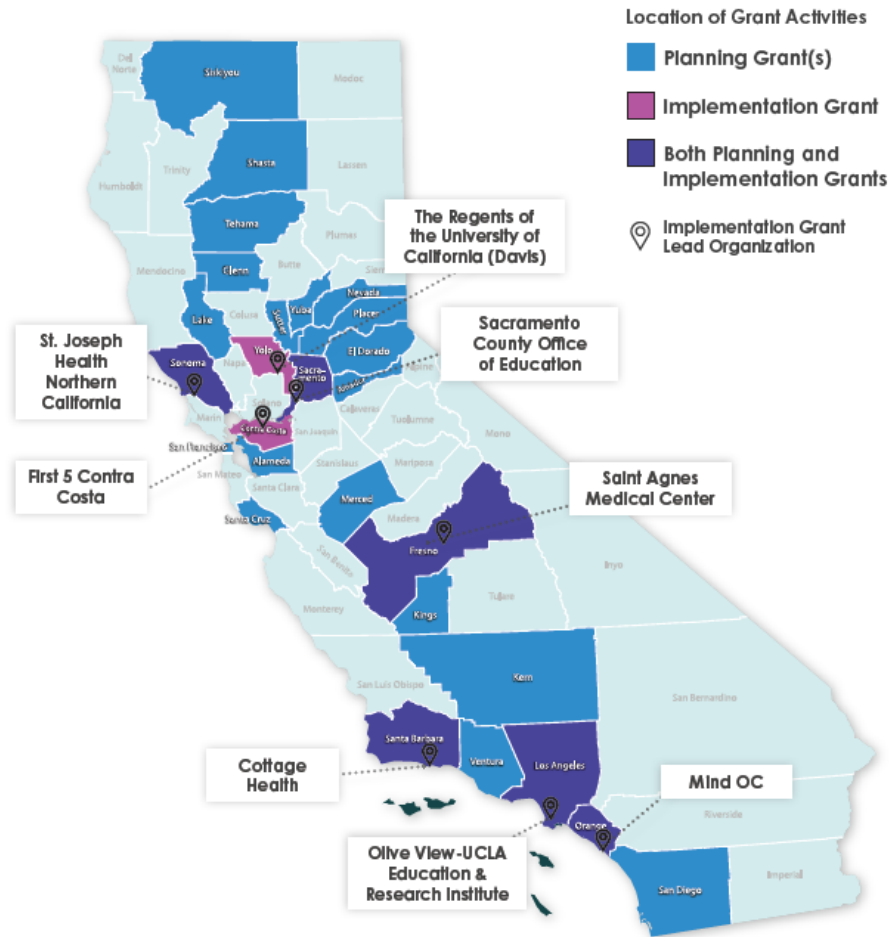 Location of Grant Activities
Planning Grant(s)
Implementation Grant
Both Planning and
Implementation Grants
Implementation Grant
Lead Organization
Del
Norte
Siskiyou
Modoc
Humboldt
Trinity
Shasta
Lassen
Tehama
Plumas
The Regents of
the University of
California (Davis)
Mendocino
Glenn
Butte
Sierra
Lake
Colusa
Sutter
Yuba
Nevada
Placer
El Dorado
St. Joseph
Health
Northern
California
Sonoma
Napa
Yolo
Sacra-
mento
Amador
Alpine
Sacramento
County Office
of Education
Solano
Marin
Contra Costa
San Joaquin
Calaveras
Tuolumne
Mono
San Francisco
Alameda
San Mateo
Santa Clara
Stanislaus
Mariposa
First 5 Contra
Costa
Santa Cruz
Merced
Madera
Saint Agnes
Medical Center
Fresno
San Benito
Monterey
Kings
Tulare
Inyo
San Luis Obispo
Kern
San Bernardino
Santa Barbara
Ventura
Los Angeles
Cottage
Health
Mind OC
Orange
Riverside
Olive View-UCLA
Education &
Research Institute
San Diego
Imperial